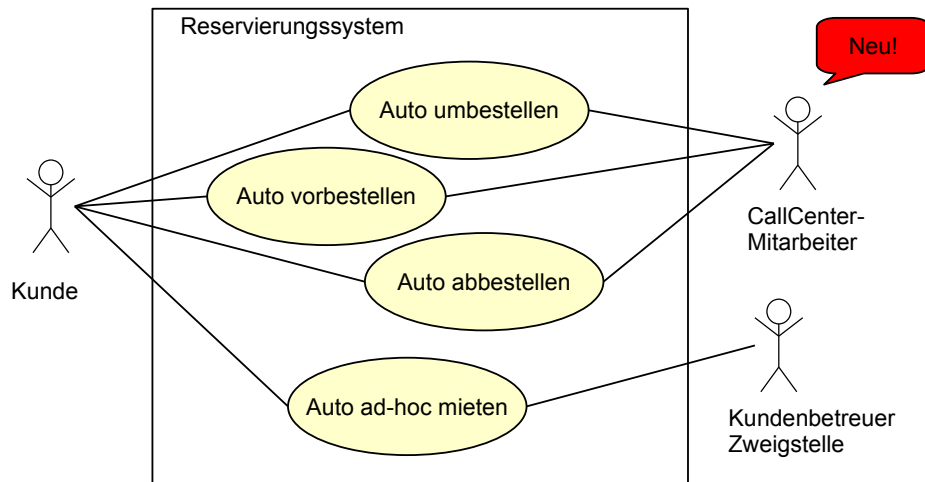 Reservierungssystem
Neu!
Auto umbestellen
Auto vorbestellen
CallCenter-
Mitarbeiter
Auto abbestellen
Kunde
Auto ad-hoc mieten
Kundenbetreuer
Zweigstelle